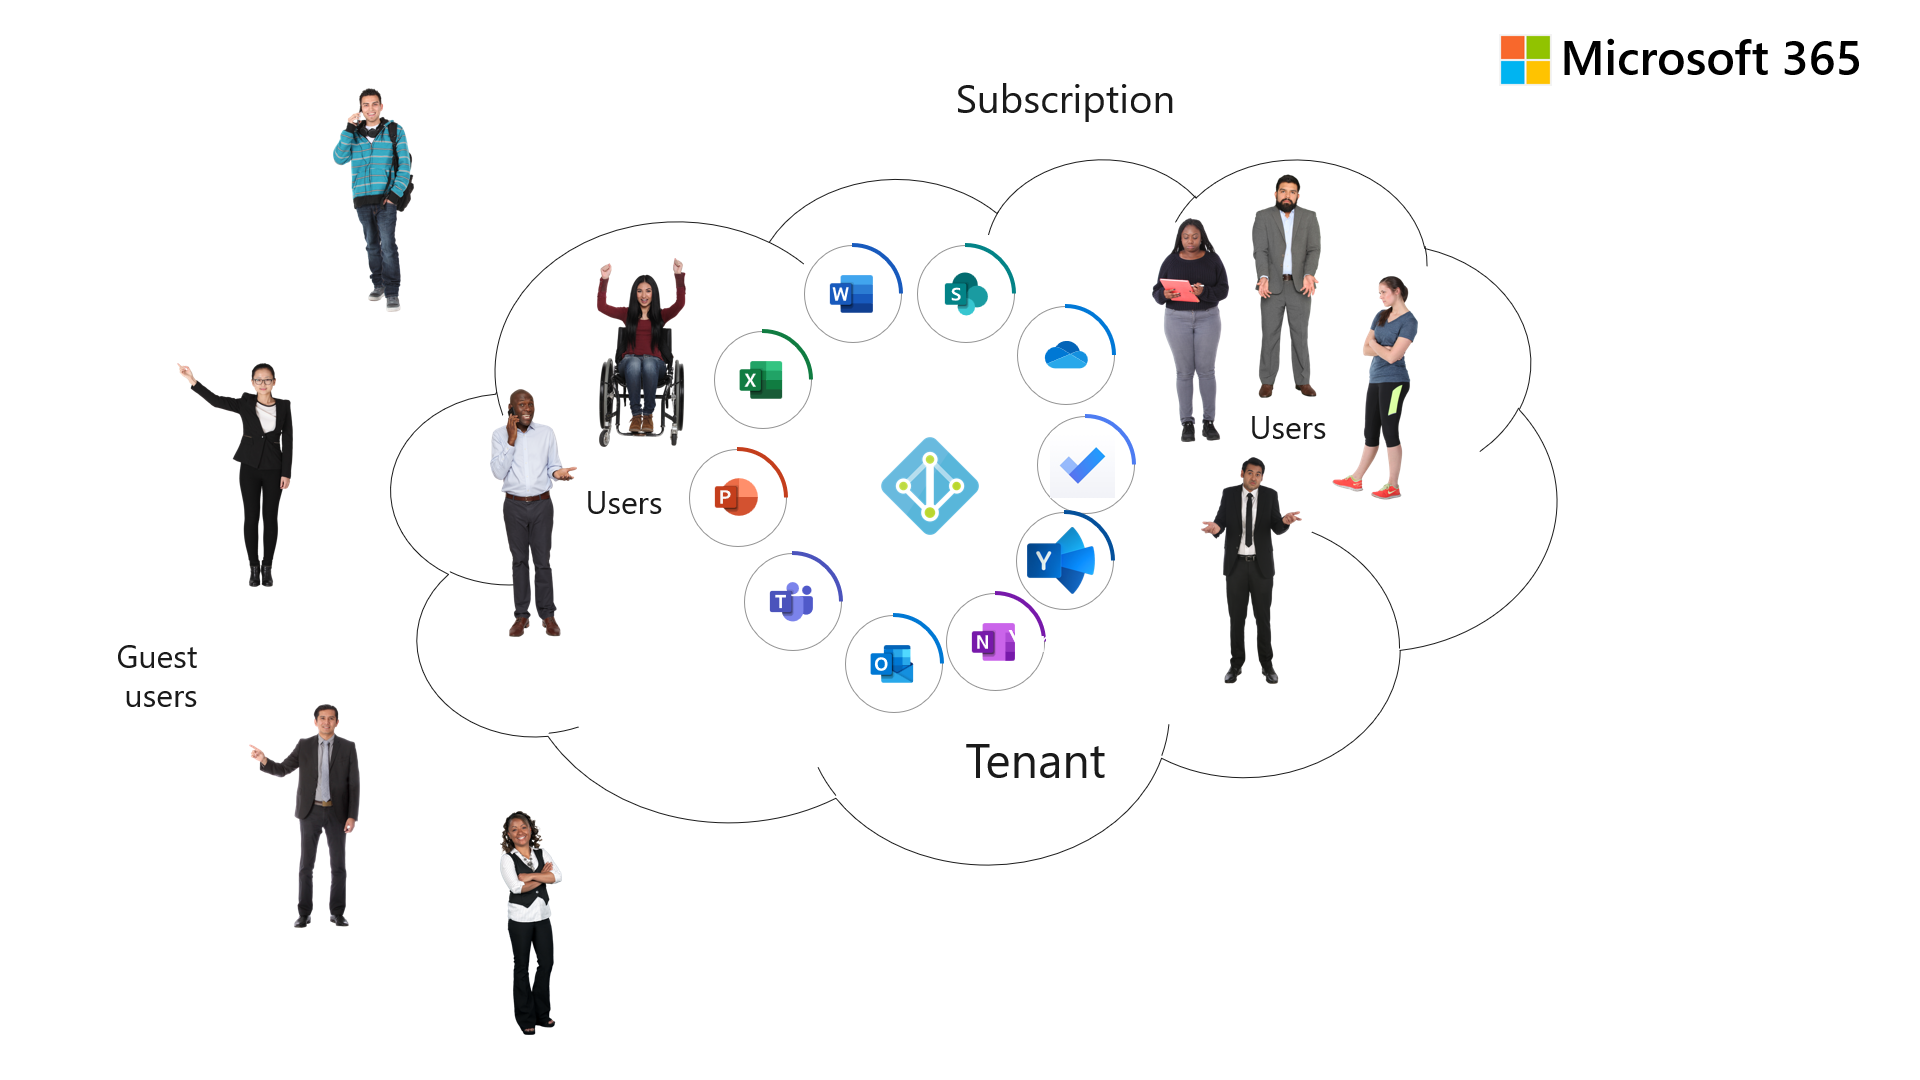 Microsoft 365
Subscription
W
S
X
Users
P
Users
Y
T
N
O
Guest
users
Tenant